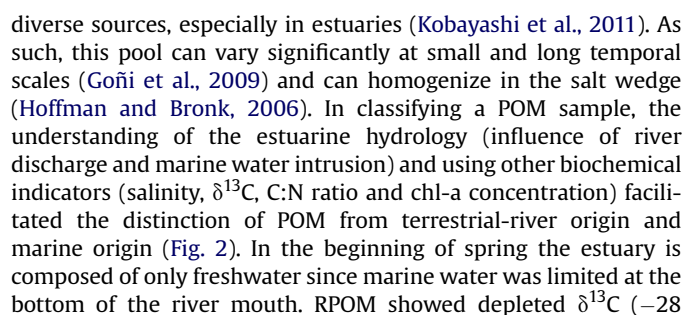 diverse sources, especially in estuaries (Kobayashi et al., 2011). As
such, this pool can vary significantly at small and long temporal
scales (Goñi et al., 2009) and can homogenize in the salt wedge
(Hoffman and Bronk, 2006). In classifying a POM sample, the
understanding of the estuarine hydrology (influence of river
discharge and marine water intrusion) and using other biochemical
indicators (salinity, δ¹³C, C:N ratio and chl-a concentration) facili-
tated the distinction of POM from terrestrial-river origin and
marine origin (Fig. 2). In the beginning of spring the estuary is
composed of only freshwater since marine water was limited at the
bottom of the river mouth. RPOM showed depleted δ¹³C (−28